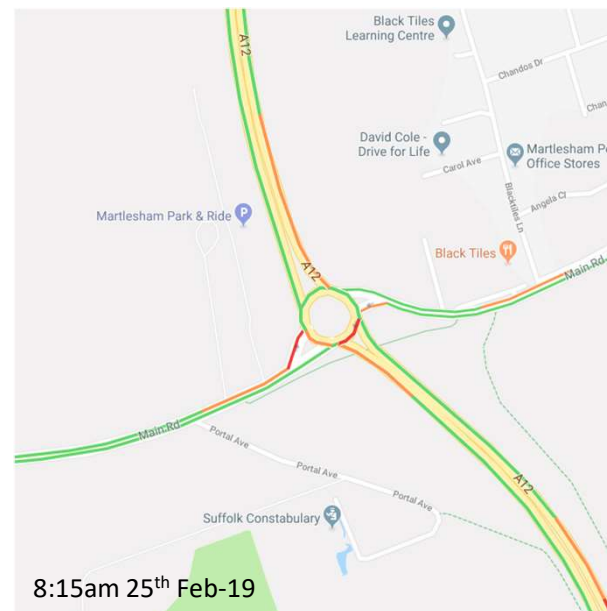 A12
Black Tiles
Learning Centre
Chandos Dr
David Cole -
Drive for Life
Martlesham Po
Office Stores
Carol Ave
Blacktiles Ln
Angela Cl
Martlesham Park & Ride
P
A12
Black Tiles
Main Rd
Main Rd
Portal Ave
Portal Ave
Portal Ave
A12
Suffolk Constabulary
8:15am 25th Feb-19